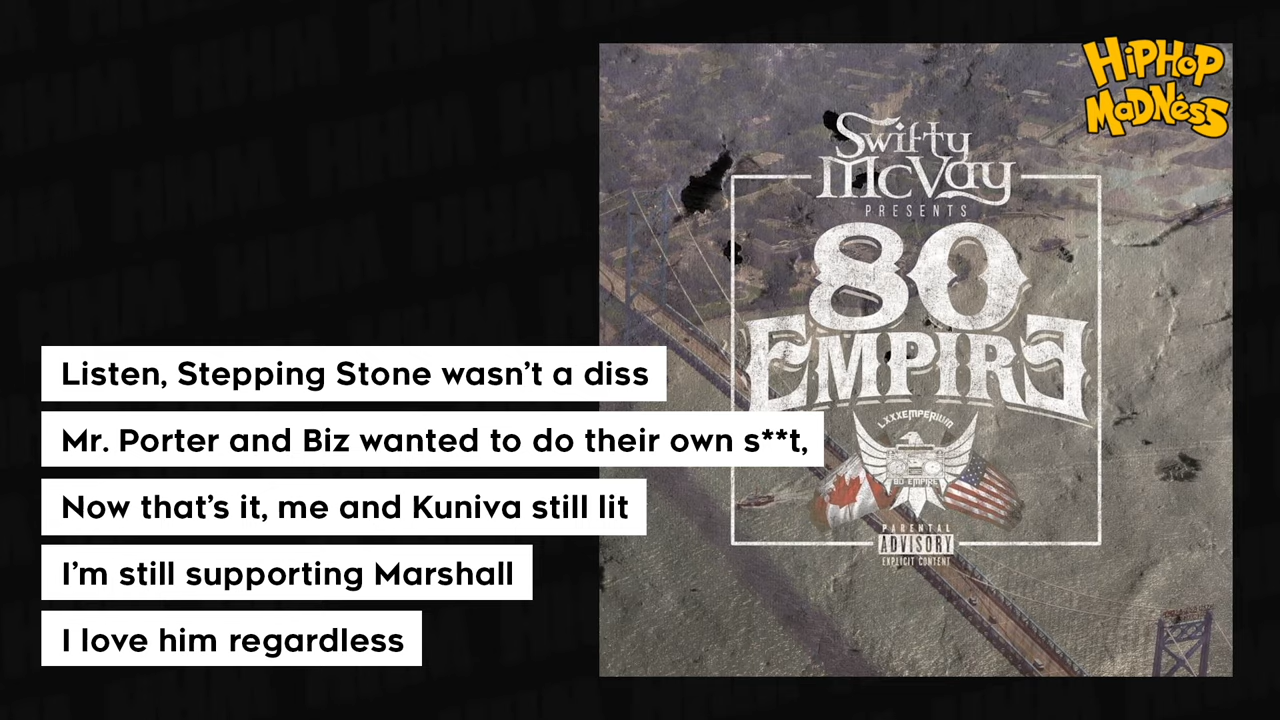 HiPHOP
MaDNéss
Swifty
McVay
PRESENTS
80
EMPIRE
LXXXEMPERIUM
80 EMPIRE
PARENTAL
ADVISORY
EXPLICIT CONTENT
Listen, Stepping Stone wasn’t a diss
Mr. Porter and Biz wanted to do their own s**t,
Now that’s it, me and Kuniva still lit
I’m still supporting Marshall
I love him regardless